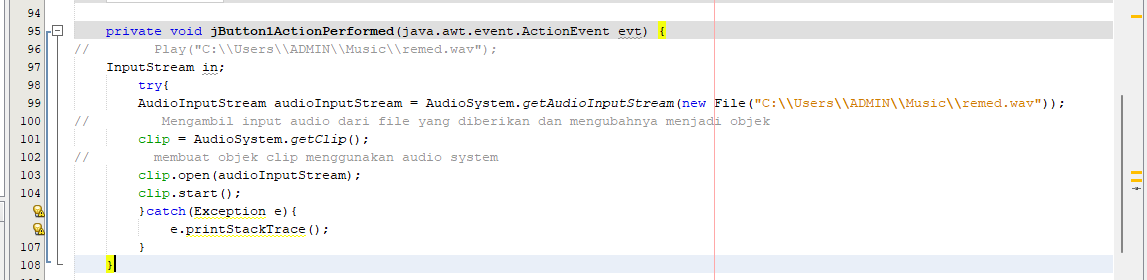 94
95 private void jButton1ActionPerformed(java.awt.event.ActionEvent evt) {
96 // Play("C:\\Users\\ADMIN\\Music\\remed.wav");
97 InputStream in;
98 try{
99 AudioInputStream audioInputStream = AudioSystem.getAudioInputStream(new File("C:\\Users\\ADMIN\\Music\\remed.wav"));
100 // Mengambil input audio dari file yang diberikan dan mengubahnya menjadi objek
101 clip = AudioSystem.getClip();
102 // membuat objek clip menggunakan audio system
103 clip.open(audioInputStream);
104 clip.start();
}catch(Exception e){
e.printStackTrace();
107 }
108 }